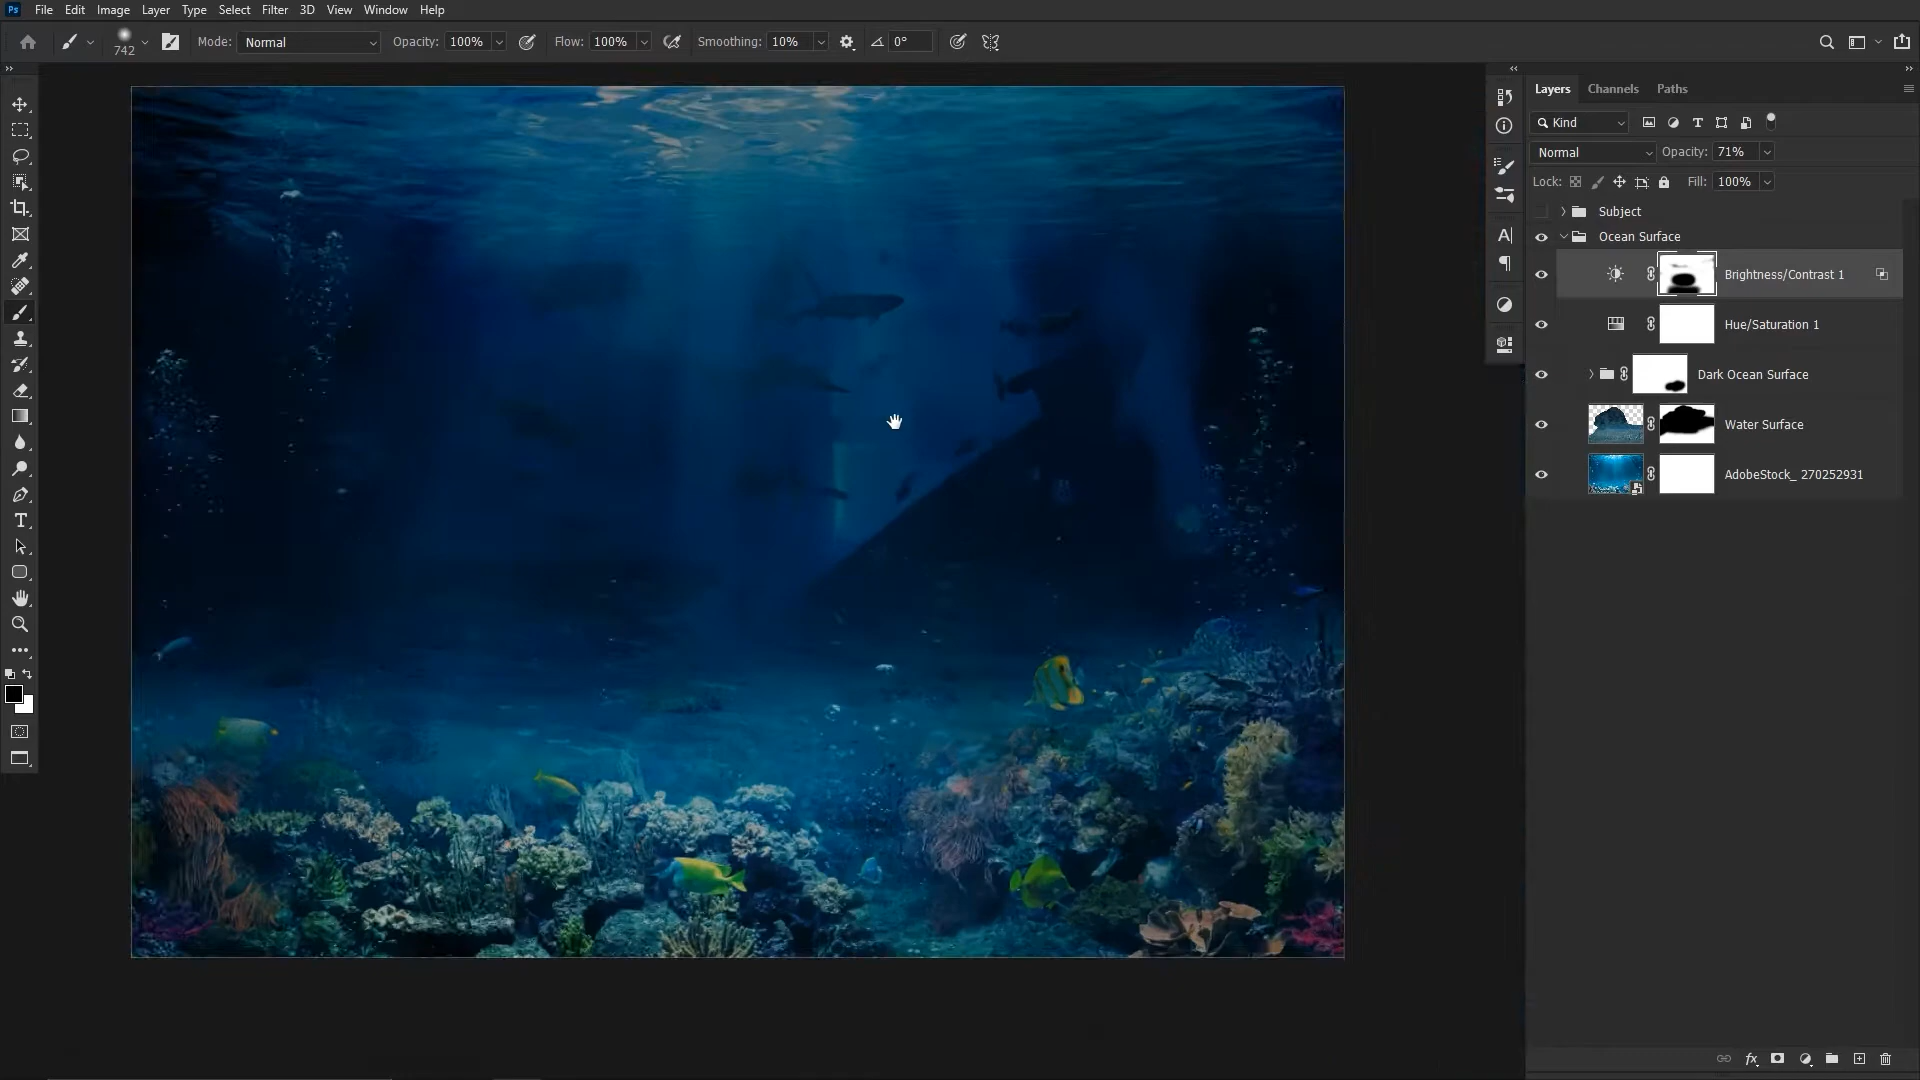 Ps File Edit Image Layer Type Select Filter 3D View Window Help
742 Mode: Normal Opacity: 100% Flow: 100% Smoothing: 10% 0°
Layers Channels Paths
Kind
Normal Opacity: 71%
Lock: Fill: 100%
Subject
Ocean Surface
Brightness/Contrast 1
Hue/Saturation 1
Dark Ocean Surface
Water Surface
AdobeStock_ 270252931